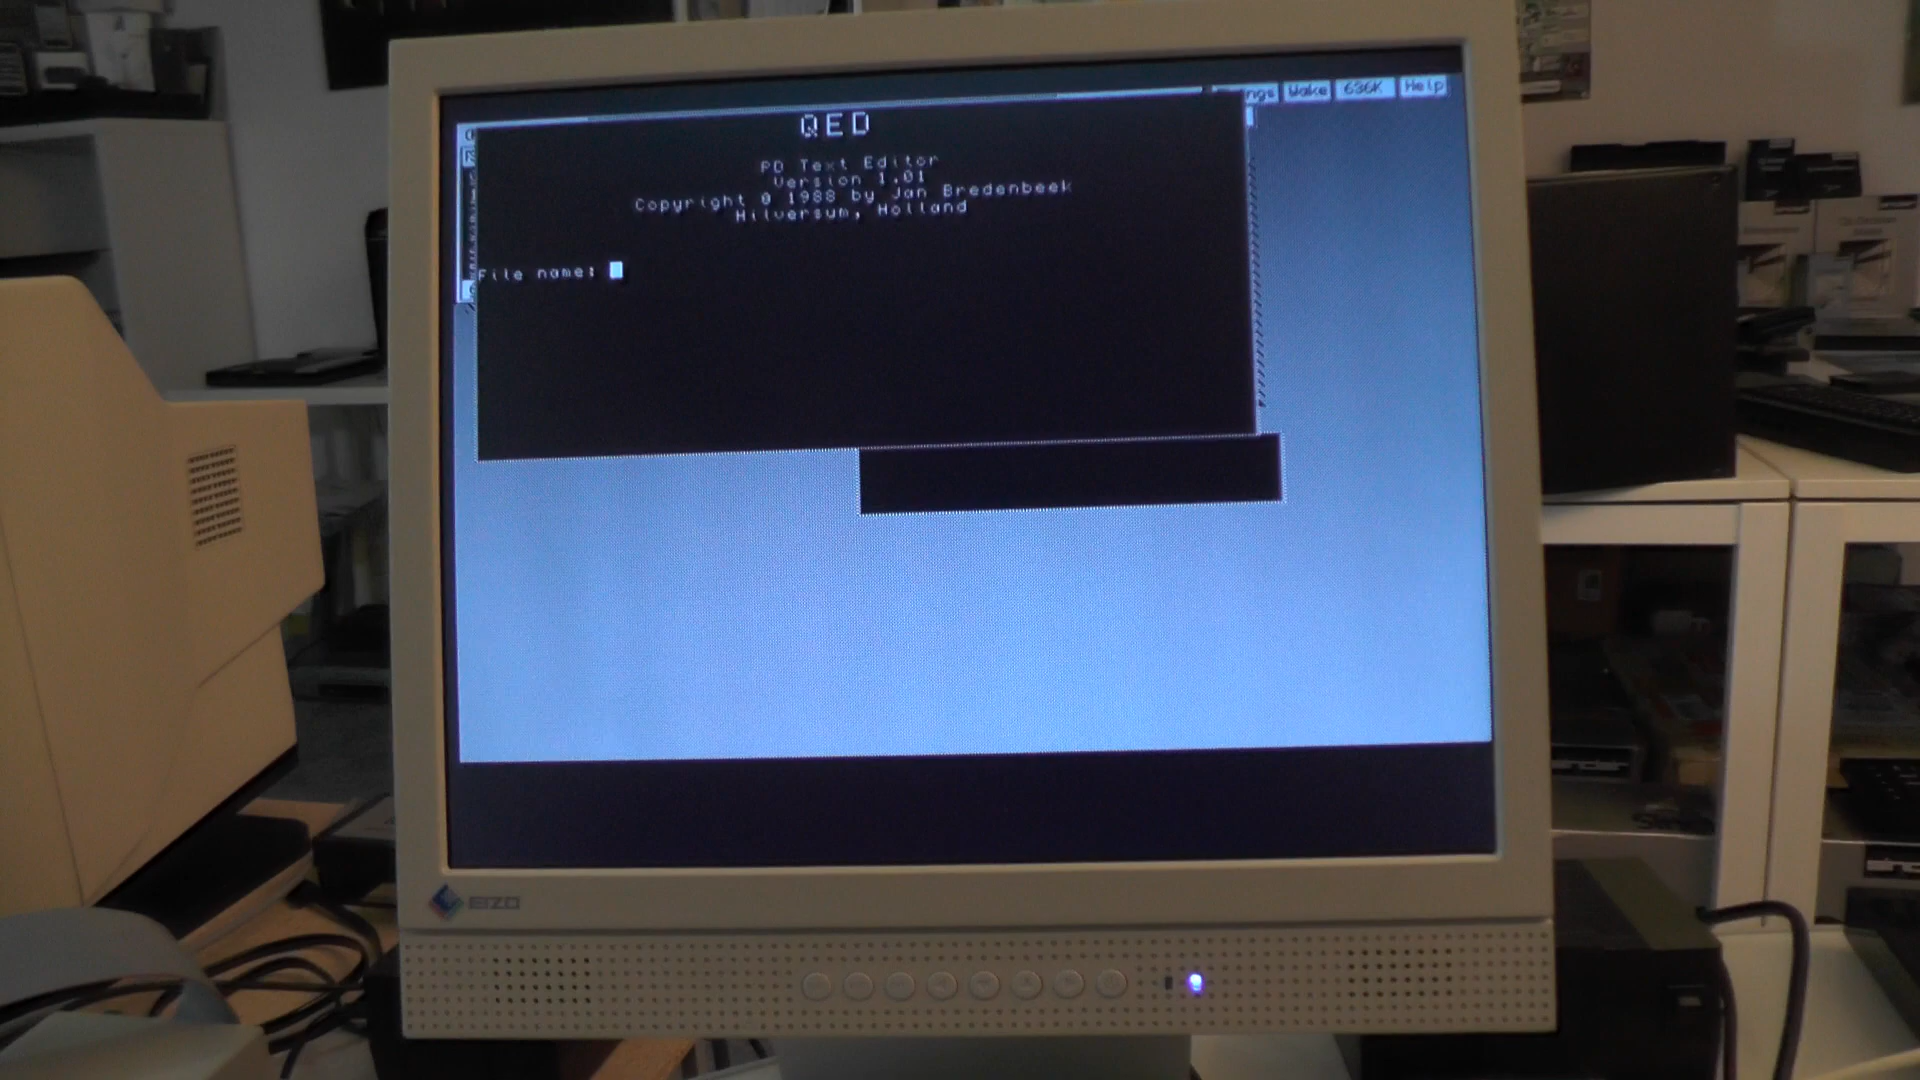 Wake 636K Help
QED
PD Text Editor
Version 1.01
Copyright @ 1988 by Jan Bredenbeek
Hilversum, Holland
File name:
EIZO